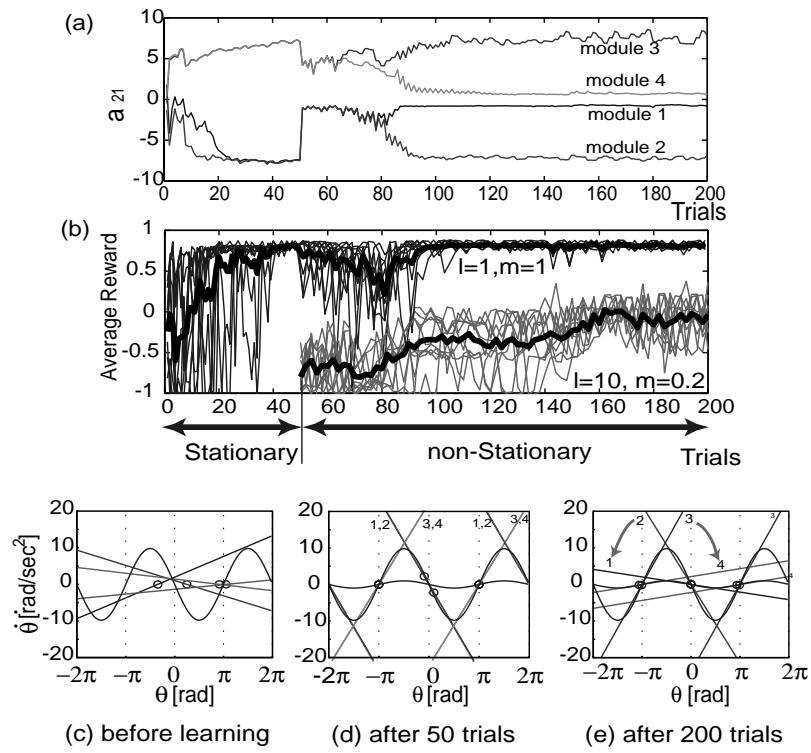 (a)
10
5
0
-5
-10
a 21
module 3
module 4
module 1
module 2
0 20 40 60 80 100 120 140 160 180 200
Trials
(b)
1
0.5
0
-0.5
-1
Average Reward
l=1,m=1
l=10, m=0.2
0 20 40 60 80 100 120 140 160 180 200
Stationary
non-Stationary
Trials
20
10
0
-10
-20
θ̈ [rad/sec²]
−2π −π 0 π 2π
θ [rad]
(c) before learning
20
10
0
-10
-20
1,2 3,4 1,2 3,4
-2π −π 0 π 2π
θ [rad]
(d) after 50 trials
20
10
0
-10
-20
2 3 3
1 4
4
−2π −π 0 π 2π
θ [rad]
(e) after 200 trials